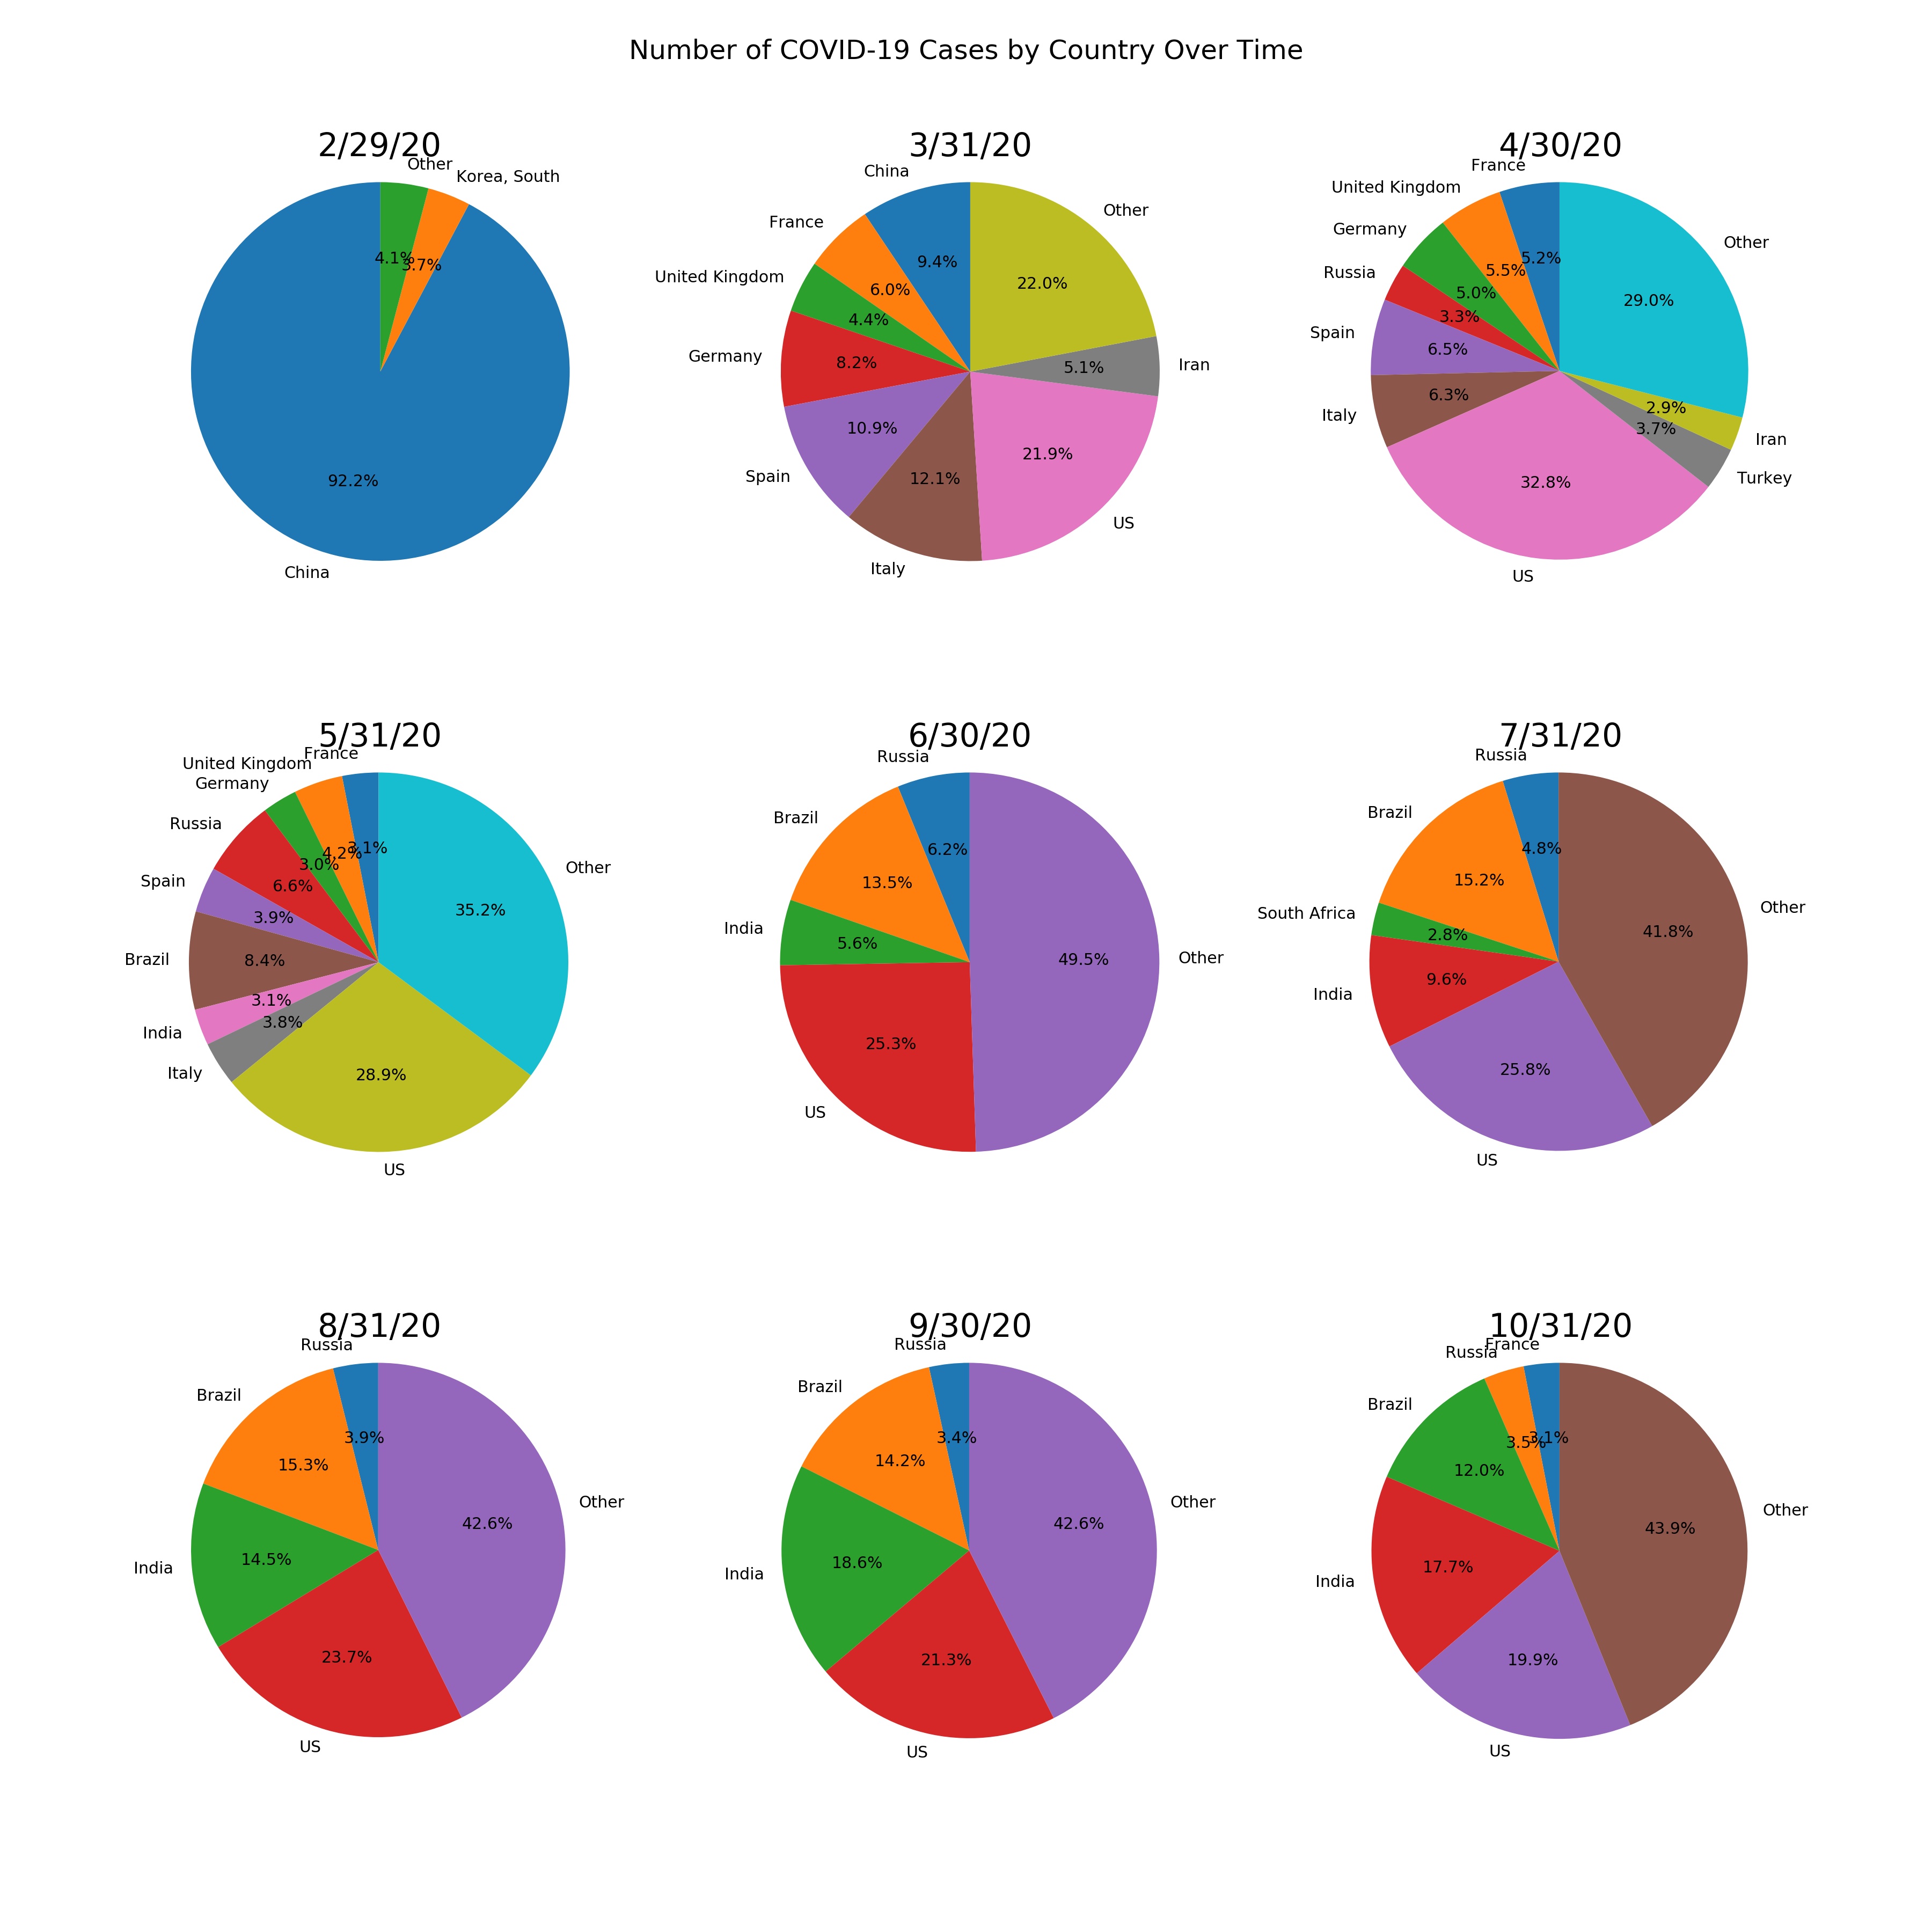 Number of COVID-19 Cases by Country Over Time
2/29/20
Other
Korea, South
4.1%
3.7%
92.2%
China
3/31/20
China
France
Other
United Kingdom
9.4%
22.0%
6.0%
4.4%
Germany
8.2%
5.1%
Iran
10.9%
21.9%
Spain
12.1%
US
Italy
4/30/20
France
United Kingdom
Germany
Other
Russia
5.2%
5.5%
5.0%
29.0%
3.3%
Spain
6.5%
6.3%
2.9%
Italy
3.7%
Iran
Turkey
32.8%
US
5/31/20
France
United Kingdom
Germany
Russia
3.1%
4.2%
3.0%
Other
Spain
6.6%
35.2%
3.9%
Brazil
8.4%
3.1%
3.8%
India
Italy
28.9%
US
6/30/20
Russia
Brazil
6.2%
13.5%
India
5.6%
49.5%
Other
25.3%
US
7/31/20
Russia
Brazil
4.8%
15.2%
Other
South Africa
2.8%
41.8%
9.6%
India
25.8%
US
8/31/20
Russia
Brazil
3.9%
15.3%
Other
42.6%
14.5%
India
23.7%
US
9/30/20
Russia
Brazil
3.4%
14.2%
Other
42.6%
18.6%
India
21.3%
US
10/31/20
France
Russia
Brazil
3.1%
3.5%
12.0%
Other
43.9%
17.7%
India
19.9%
US